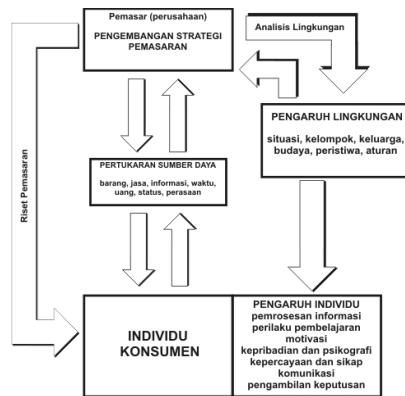 Pemasar (perusahaan)
PENGEMBANGAN STRATEGI
PEMASARAN
Analisis Lingkungan
PENGARUH LINGKUNGAN
situasi, kelompok, keluarga,
budaya, peristiwa, aturan
Riset Pemasaran
PERTUKARAN SUMBER DAYA
barang, jasa, informasi, waktu,
uang, status, perasaan
INDIVIDU
KONSUMEN
PENGARUH INDIVIDU
pemrosesan informasi
perilaku pembelajaran
motivasi
kepribadian dan psikografi
kepercayaan dan sikap
komunikasi
pengambilan keputusan